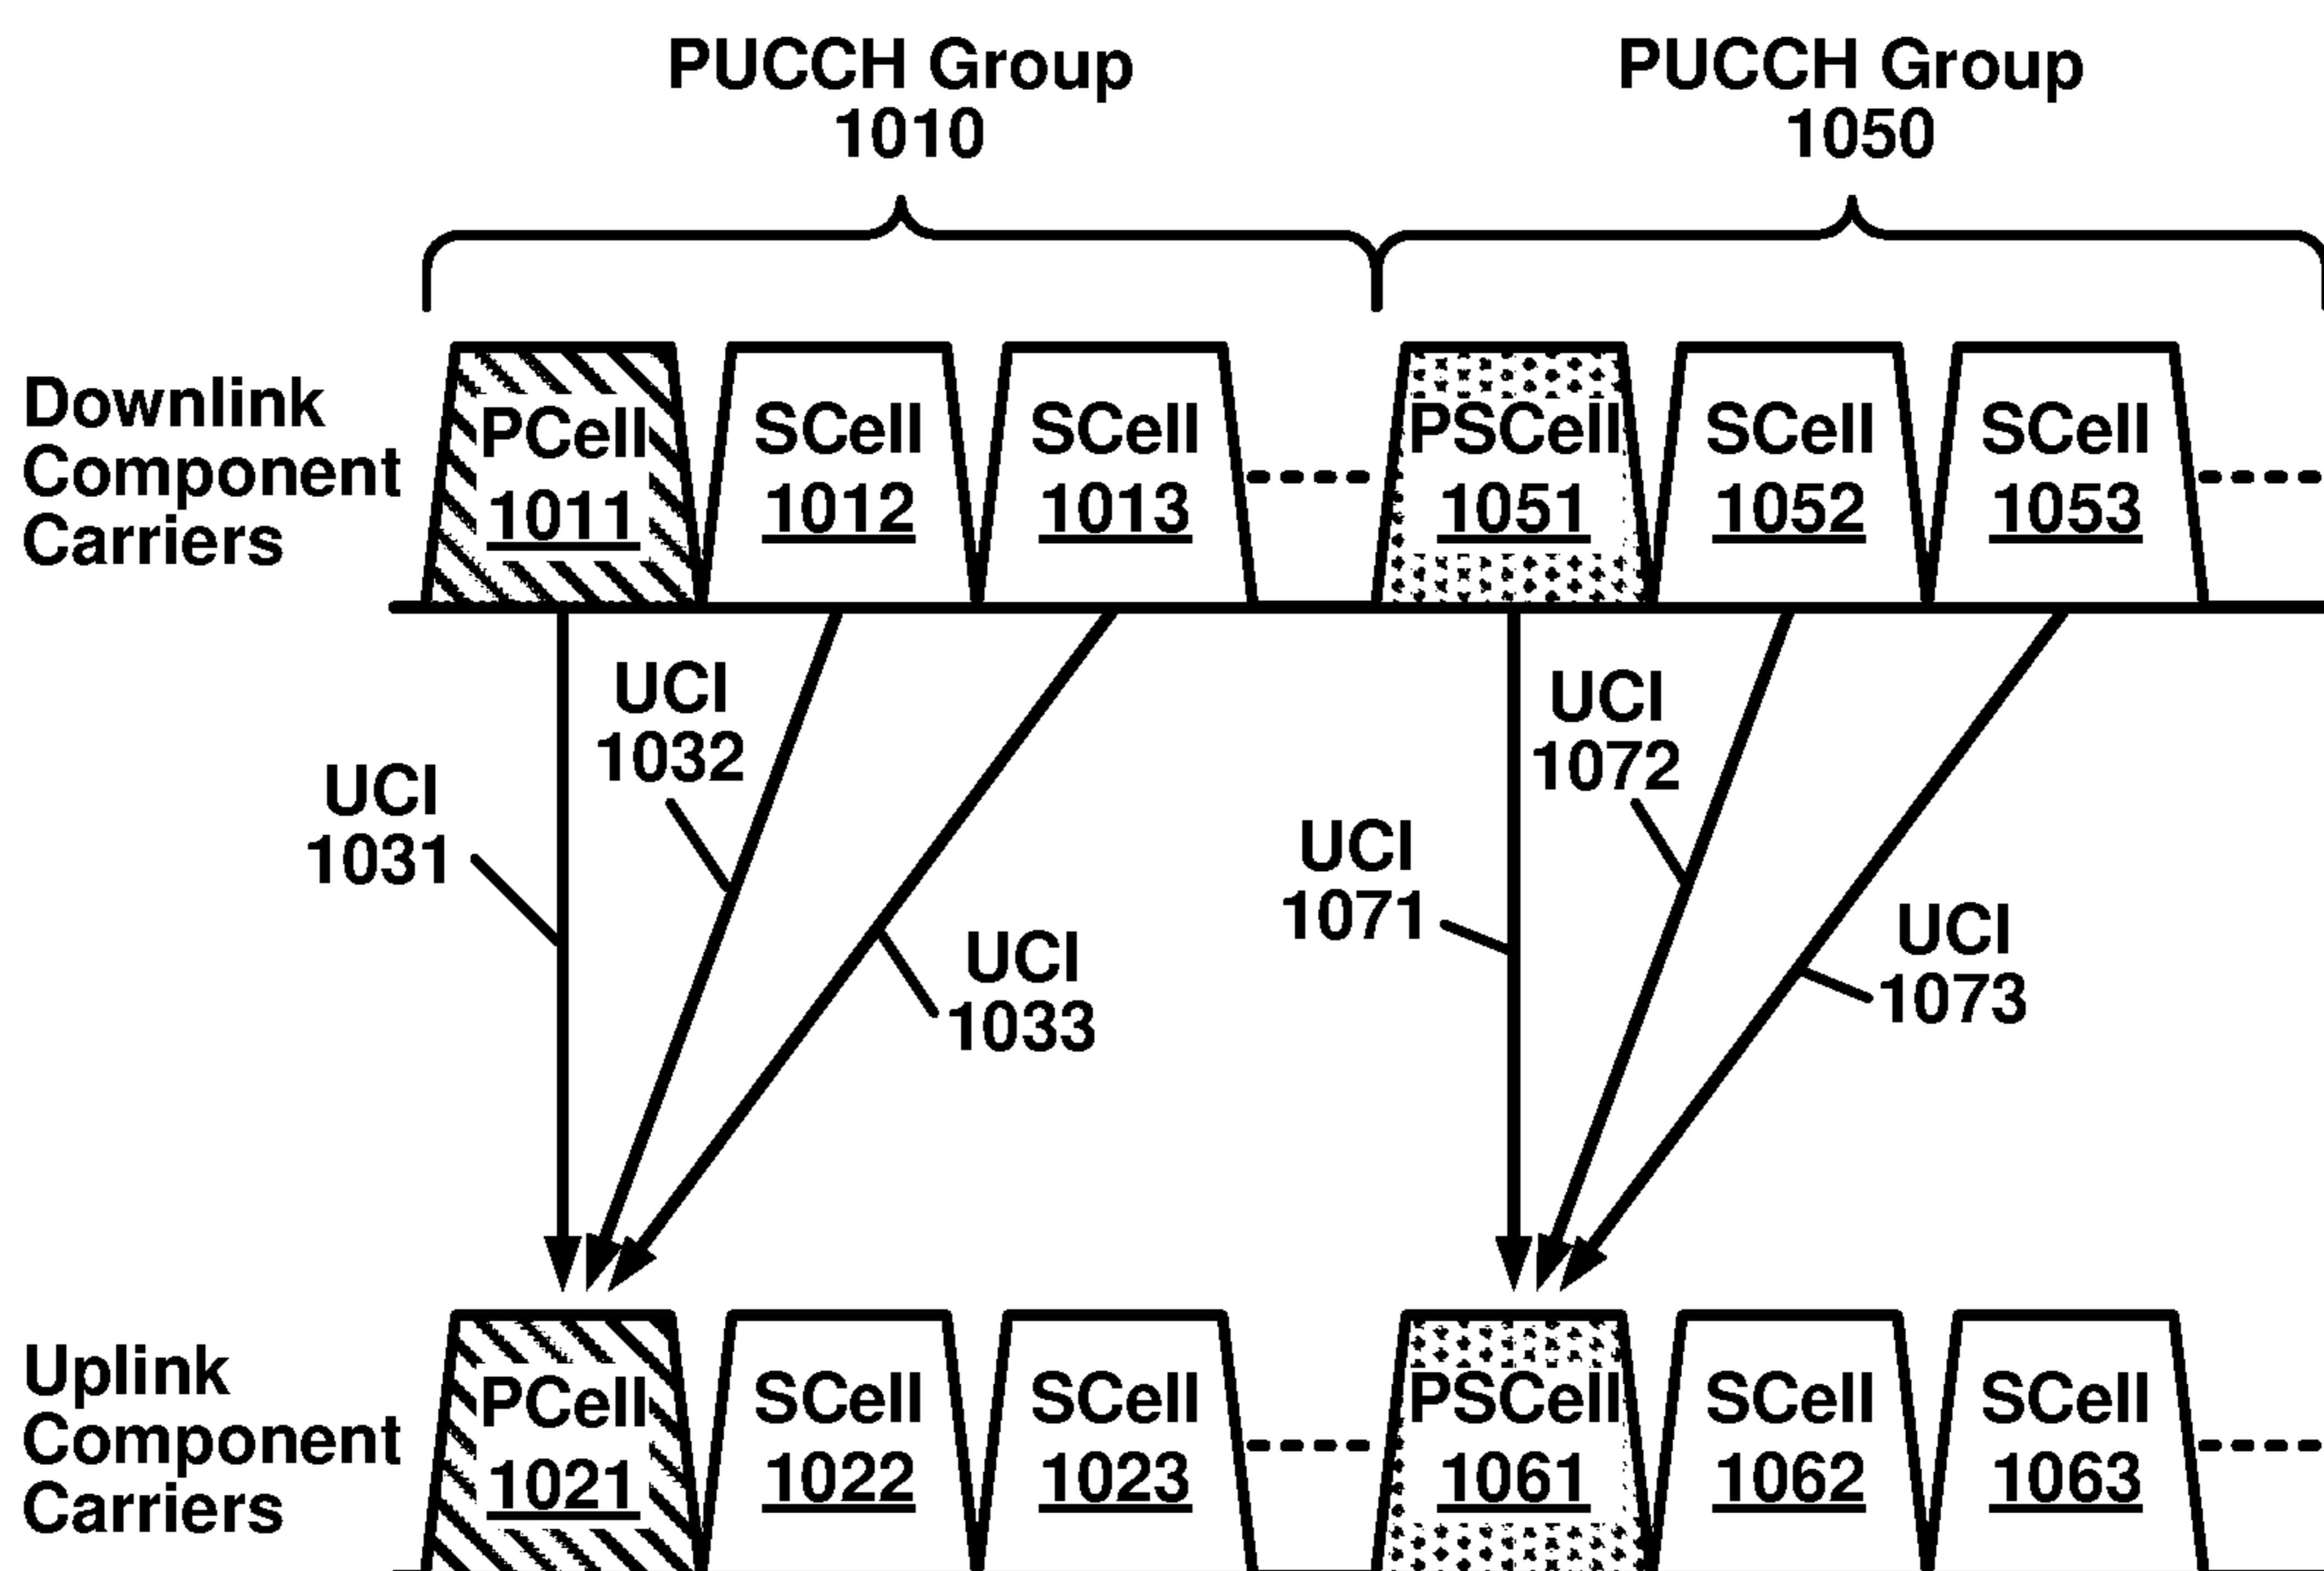 PUCCH Group
1010
PUCCH Group
1050
Downlink
Component
Carriers
PCell
1011
SCell
1012
SCell
1013
PSCell
1051
SCell
1052
SCell
1053
UCI
1031
UCI
1032
UCI
1033
UCI
1071
UCI
1072
UCI
1073
Uplink
Component
Carriers
PCell
1021
SCell
1022
SCell
1023
PSCell
1061
SCell
1062
SCell
1063